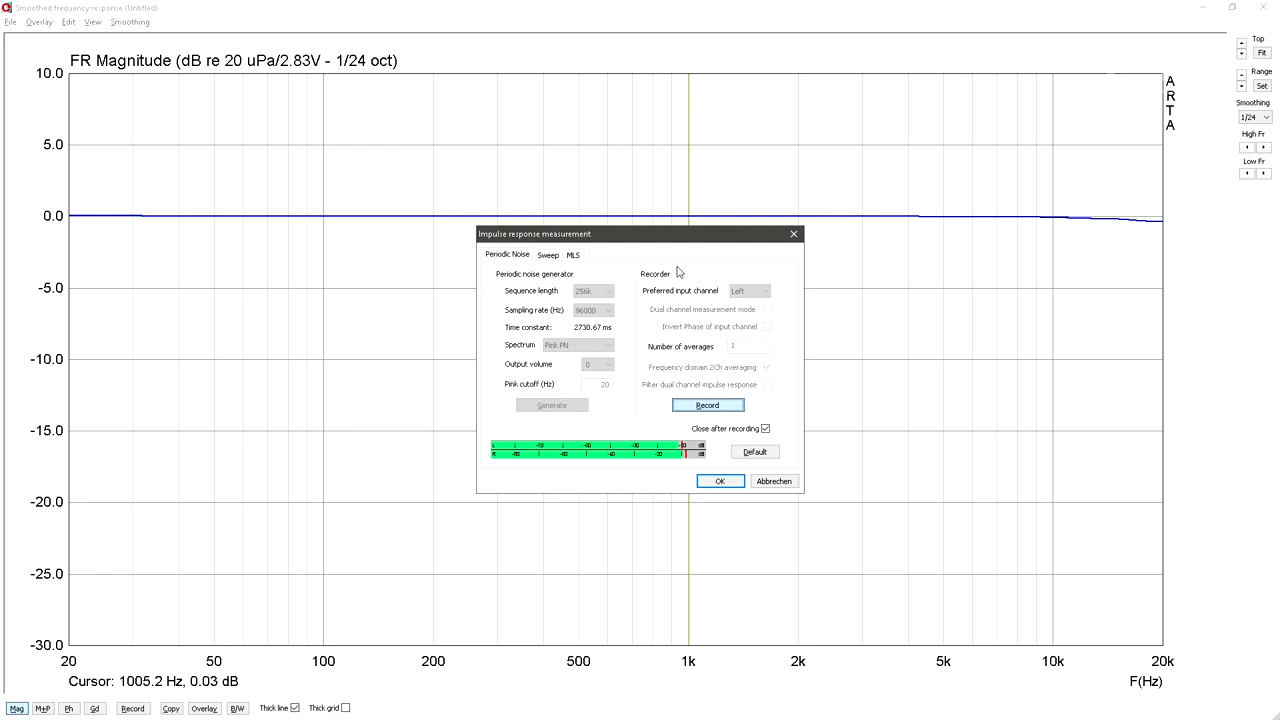 Smoothed frequency response (Untitled)
File Overlay Edit View Smoothing
FR Magnitude (dB re 20 uPa/2.83V - 1/24 oct)
Top
Fit
Range
Set
Smoothing
1/24
High Fr
Low Fr
A
R
T
A
10.0
5.0
0.0
-5.0
-10.0
-15.0
-20.0
-25.0
-30.0
Impulse response measurement
Periodic Noise Sweep MLS
Periodic noise generator
Sequence length 256k
Sampling rate (Hz) 96000
Time constant: 2730.67 ms
Spectrum Pink PN
Output volume 0
Pink cutoff (Hz) 20
Generate
Recorder
Preferred input channel Left
Dual channel measurement mode
Invert Phase of input channel
Number of averages 1
Frequency domain 2Ch averaging
Filter dual channel impulse response
Record
Close after recording
L dB
R dB
Default
OK Abbrechen
20 50 100 200 500 1k 2k 5k 10k 20k
Cursor: 1005.2 Hz, 0.03 dB F(Hz)
Mag M+P Ph Gd Record Copy Overlay B/W Thick line Thick grid